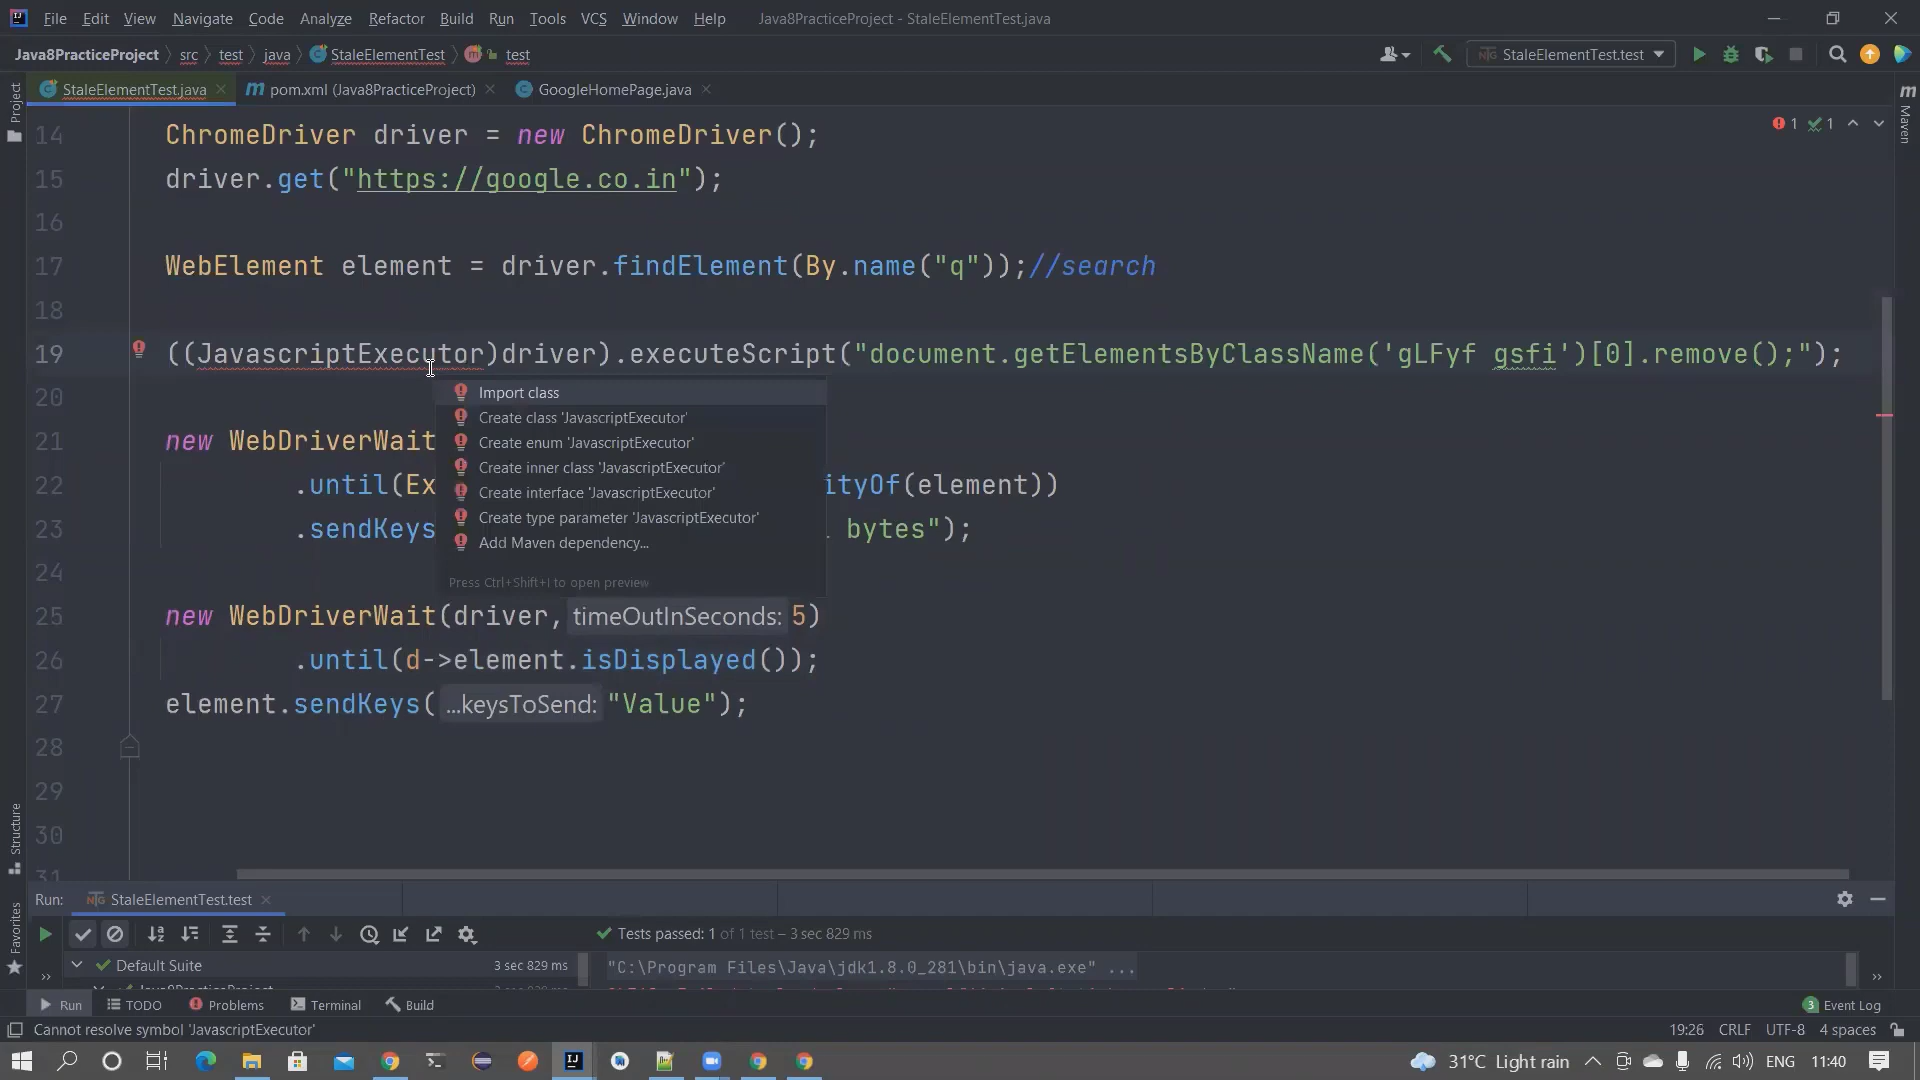 File Edit View Navigate Code Analyze Refactor Build Run Tools VCS Window Help Java8PracticeProject - StaleElementTest.java
Java8PracticeProject src test java StaleElementTest test StaleElementTest.test
StaleElementTest.java pom.xml (Java8PracticeProject) GoogleHomePage.java
Project
Maven
1 1
14 ChromeDriver driver = new ChromeDriver();
15 driver.get("https://google.co.in");
16
17 WebElement element = driver.findElement(By.name("q"));//search
18
19 ((JavascriptExecutor)driver).executeScript("document.getElementsByClassName('gLFyf gsfi')[0].remove();");
20
Import class
Create class 'JavascriptExecutor'
Create enum 'JavascriptExecutor'
Create inner class 'JavascriptExecutor'
Create interface 'JavascriptExecutor'
Create type parameter 'JavascriptExecutor'
Add Maven dependency...
Press Ctrl+Shift+I to open preview
21 new WebDriverWait
22 .until(Ex ityOf(element))
23 .sendKeys bytes");
24
25 new WebDriverWait(driver, timeOutInSeconds: 5)
26 .until(d->element.isDisplayed());
27 element.sendKeys( ...keysToSend: "Value");
28
29
30
31
Structure
Favorites
Run: StaleElementTest.test
Tests passed: 1 of 1 test – 3 sec 829 ms
Default Suite 3 sec 829 ms
"C:\Program Files\Java\jdk1.8.0_281\bin\java.exe" ...
Run TODO Problems Terminal Build 3 Event Log
Cannot resolve symbol 'JavascriptExecutor' 19:26 CRLF UTF-8 4 spaces
31°C Light rain ENG 11:40